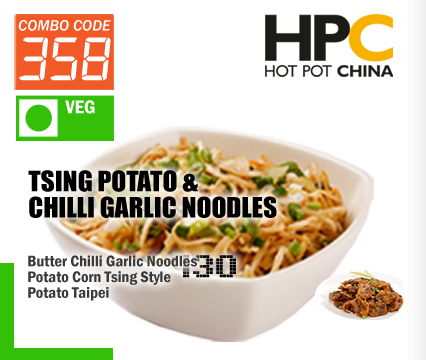 COMBO CODE
358
HPC
HOT POT CHINA
VEG
TSING POTATO &
CHILLI GARLIC NOODLES
Butter Chilli Garlic Noodles
130
Potato Corn Tsing Style
Potato Taipei